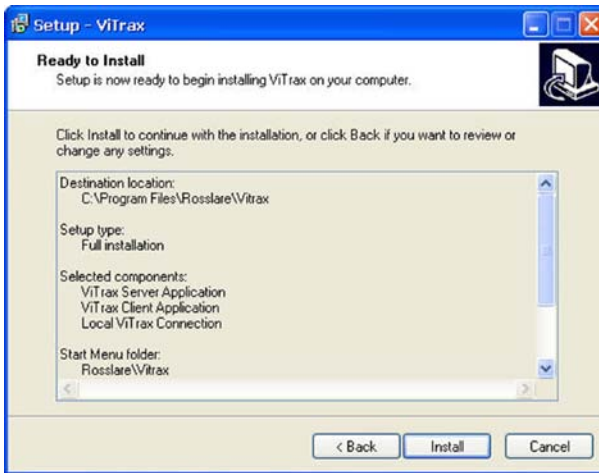 Setup - ViTrax
Ready to Install
Setup is now ready to begin installing ViTrax on your computer.
Click Install to continue with the installation, or click Back if you want to review or
change any settings.
Destination location:
C:\Program Files\Rosslare\Vitrax
Setup type:
Full installation
Selected components:
ViTrax Server Application
ViTrax Client Application
Local ViTrax Connection
Start Menu folder:
Rosslare\Vitrax
< Back Install Cancel